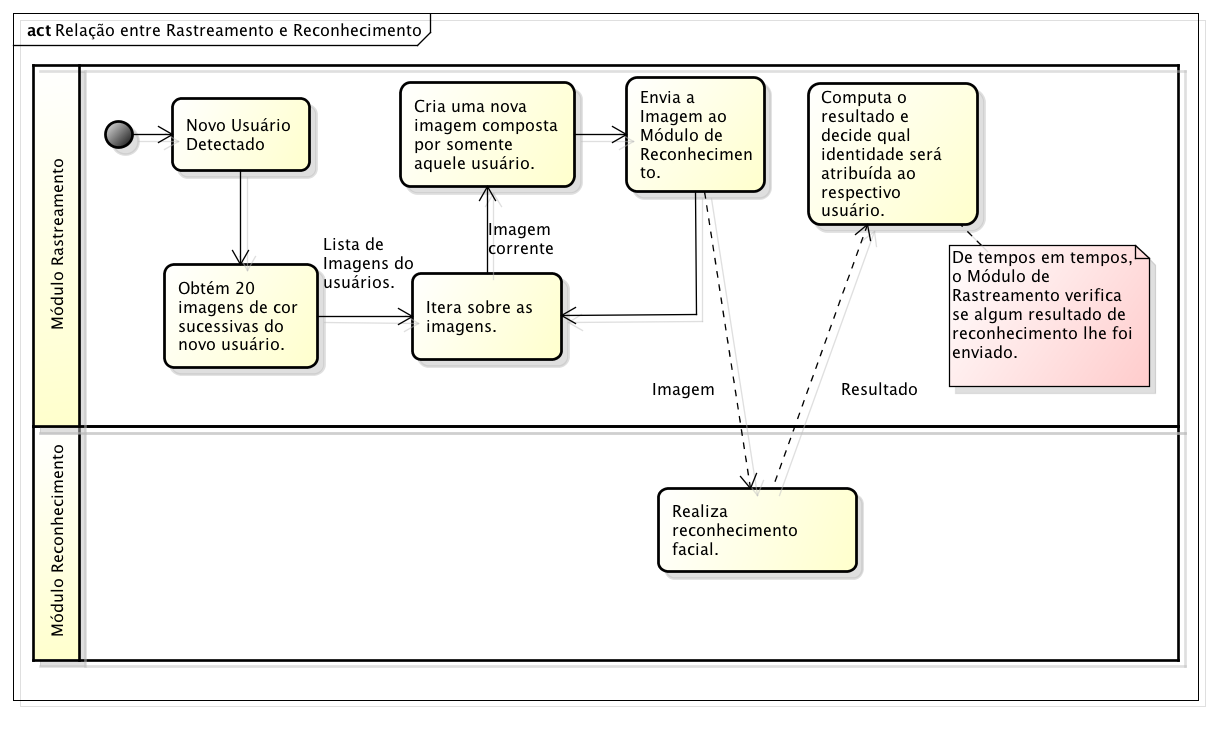 act Relação entre Rastreamento e Reconhecimento
Módulo Rastreamento
Novo Usuário
Detectado
Obtém 20
imagens de cor
sucessivas do
novo usuário.
Lista de
Imagens do
usuários.
Itera sobre as
imagens.
Imagem
corrente
Cria uma nova
imagem composta
por somente
aquele usuário.
Envia a
Imagem ao
Módulo de
Reconhecimen
to.
Computa o
resultado e
decide qual
identidade será
atribuída ao
respectivo
usuário.
De tempos em tempos,
o Módulo de
Rastreamento verifica
se algum resultado de
reconhecimento lhe foi
enviado.
Imagem
Resultado
Módulo Reconhecimento
Realiza
reconhecimento
facial.